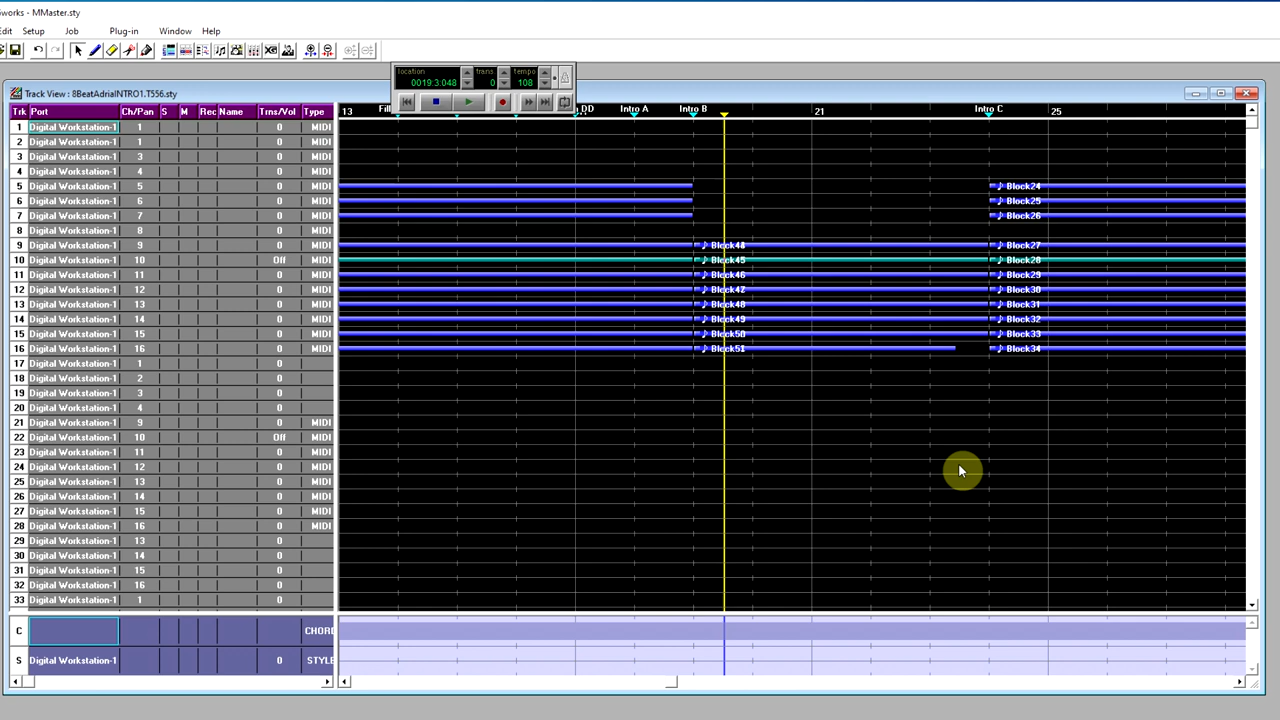 works - MMaster.sty
Edit Setup Job Plug-in Window Help
location trans tempo
0019:3:048 0 108
Track View : 8BeatAdrialNTRO1.T556.sty
Trk Port Ch/Pan S M Rec Name Trns/Vol Type 13 DD Intro A Intro B 21 Intro C 25
1 Digital Workstation-1 1 0 MIDI
2 Digital Workstation-1 1 0 MIDI
3 Digital Workstation-1 3 0 MIDI
4 Digital Workstation-1 4 0 MIDI
5 Digital Workstation-1 5 0 MIDI Block24
6 Digital Workstation-1 6 0 MIDI Block25
7 Digital Workstation-1 7 0 MIDI Block26
8 Digital Workstation-1 8 0 MIDI
9 Digital Workstation-1 9 0 MIDI Block27
10 Digital Workstation-1 10 Off MIDI Block45 Block28
11 Digital Workstation-1 11 0 MIDI Block46 Block29
12 Digital Workstation-1 12 0 MIDI Block47 Block30
13 Digital Workstation-1 13 0 MIDI Block48 Block31
14 Digital Workstation-1 14 0 MIDI Block49 Block32
15 Digital Workstation-1 15 0 MIDI Block50 Block33
16 Digital Workstation-1 16 0 MIDI Block51 Block34
17 Digital Workstation-1 1 0
18 Digital Workstation-1 2 0
19 Digital Workstation-1 3 0
20 Digital Workstation-1 4 0
21 Digital Workstation-1 9 0 MIDI
22 Digital Workstation-1 10 Off MIDI
23 Digital Workstation-1 11 0 MIDI
24 Digital Workstation-1 12 0 MIDI
25 Digital Workstation-1 13 0 MIDI
26 Digital Workstation-1 14 0 MIDI
27 Digital Workstation-1 15 0 MIDI
28 Digital Workstation-1 16 0 MIDI
29 Digital Workstation-1 13 0
30 Digital Workstation-1 14 0
31 Digital Workstation-1 15 0
32 Digital Workstation-1 16 0
33 Digital Workstation-1 1 0
C CHORD
S Digital Workstation-1 0 STYLE